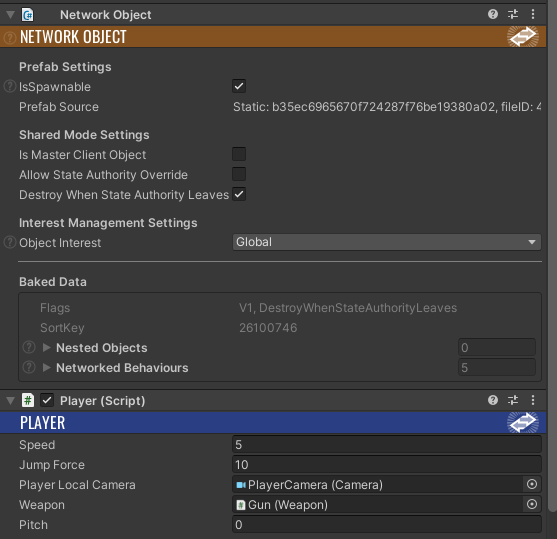 Network Object
NETWORK OBJECT
Prefab Settings
IsSpawnable
Prefab Source Static: b35ec6965670f724287f76be19380a02, fileID: 4
Shared Mode Settings
Is Master Client Object
Allow State Authority Override
Destroy When State Authority Leaves
Interest Management Settings
Object Interest Global
Baked Data
Flags V1, DestroyWhenStateAuthorityLeaves
SortKey 26100746
Nested Objects 0
Networked Behaviours 5
Player (Script)
PLAYER
Speed 5
Jump Force 10
Player Local Camera PlayerCamera (Camera)
Weapon Gun (Weapon)
Pitch 0